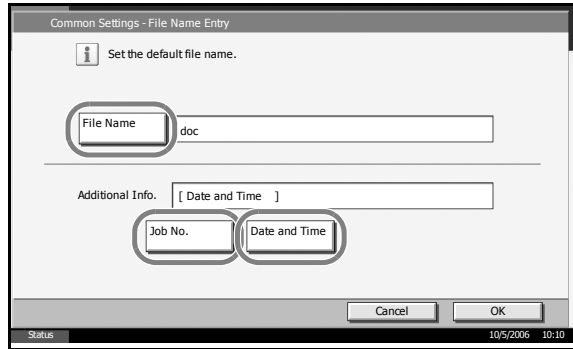 Common Settings - File Name Entry
Set the default file name.
File Name
doc
Additional Info.
[ Date and Time ]
Job No.
Date and Time
Cancel
OK
Status
10/5/2006 10:10